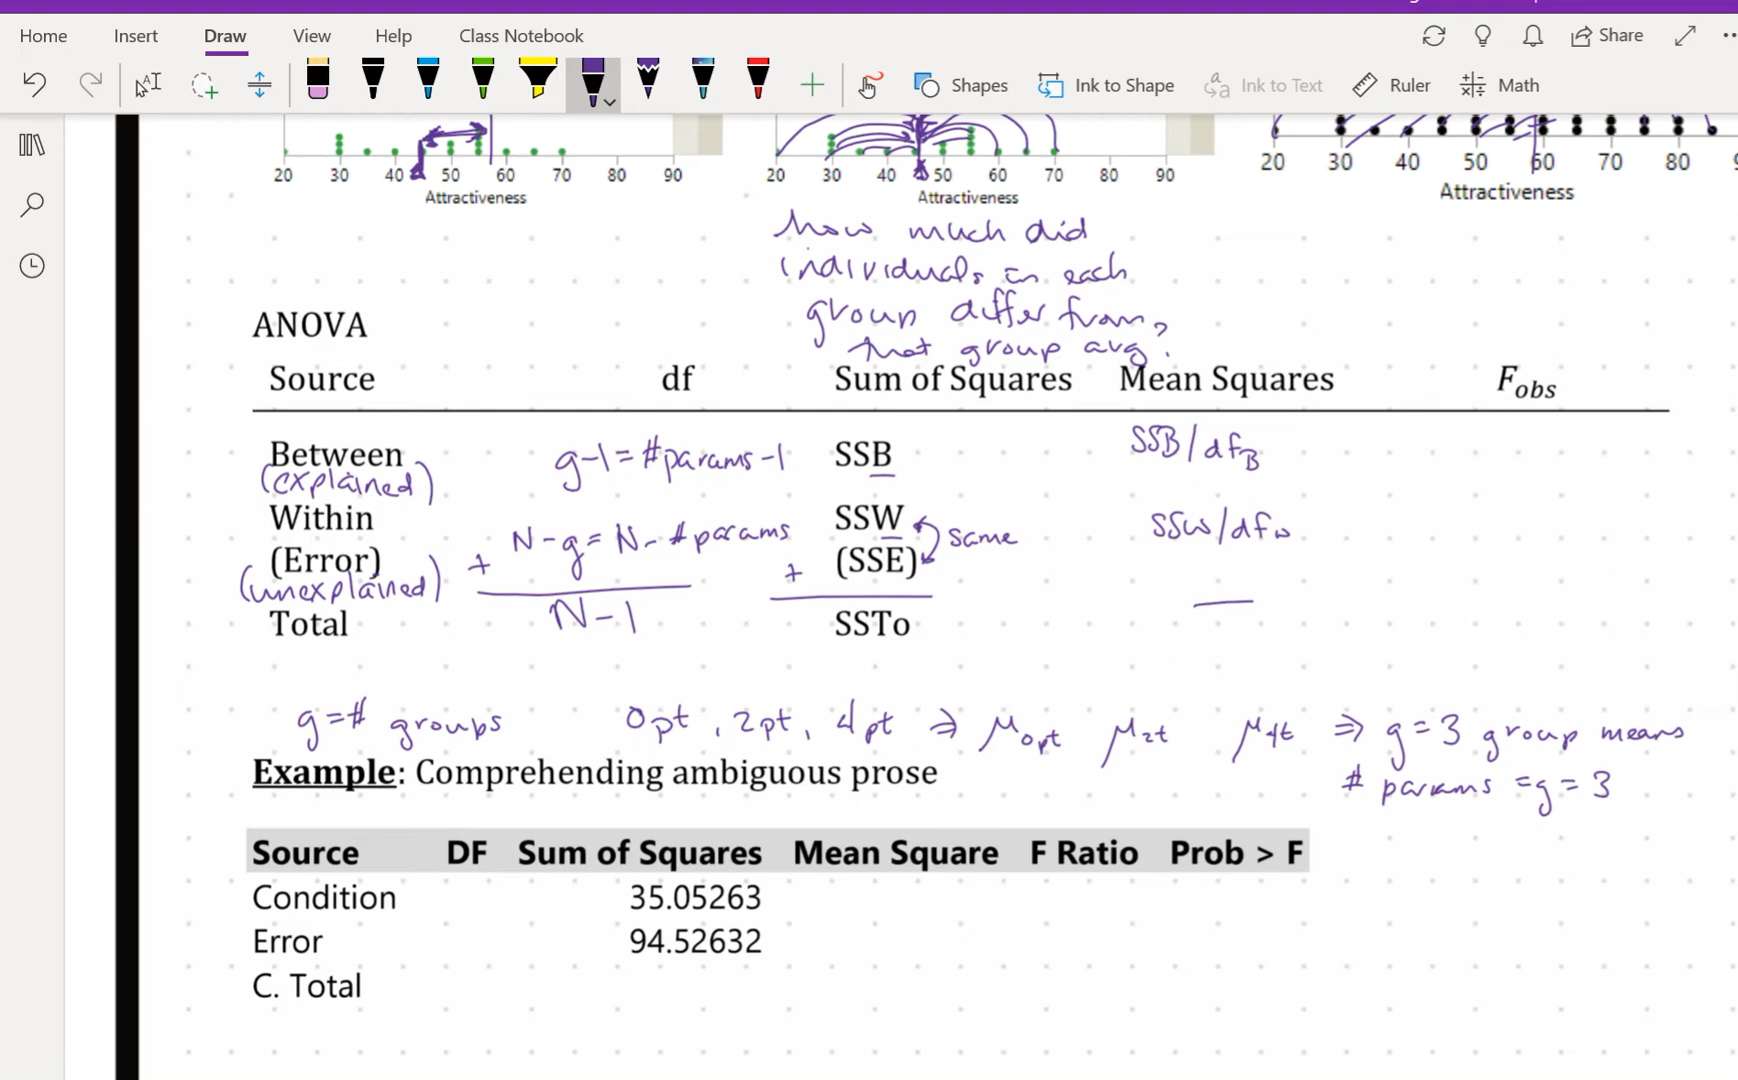 Home Insert Draw View Help Class Notebook Share
Shapes Ink to Shape Ink to Text Ruler Math
20 30 40 50 60 70 80 90
Attractiveness
20 30 40 50 60 70 80 90
Attractiveness
20 30 40 50 60 70 80 9
Attractiveness
how much did
individuals in each
group differ from
that group avg.?
ANOVA
Source df Sum of Squares Mean Squares F_obs
Between g-1 = #params -1 SSB SSB/df_B
(explained)
Within N-g = N- #params SSW same SSW/df_w
(Error) + + (SSE)
(unexplained)
Total N-1 SSTo —
g = # groups 0pt, 2pt, 4pt ⇒ μ0pt μ2t μ4t ⇒ g = 3 group means
# params = g = 3
Example: Comprehending ambiguous prose
Source DF Sum of Squares Mean Square F Ratio Prob > F
Condition 35.05263
Error 94.52632
C. Total